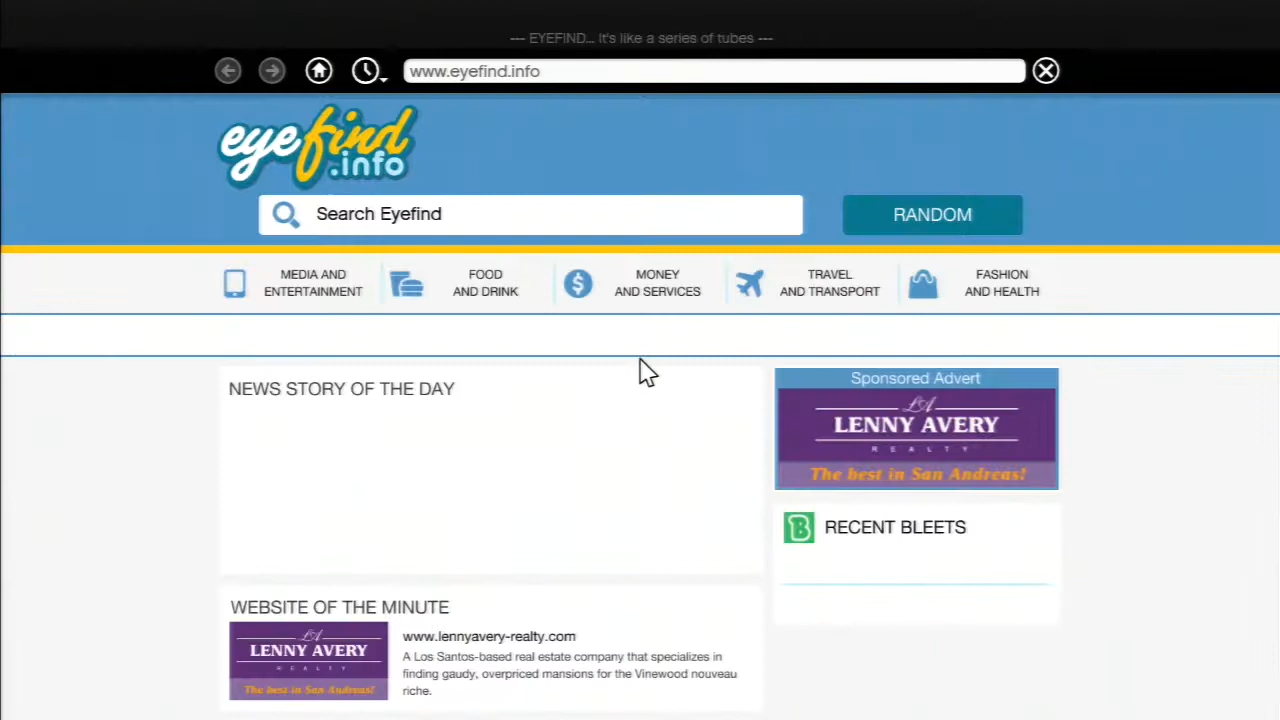 --- EYEFIND... It's like a series of tubes ---
www.eyefind.info
eyefind
.info
Search Eyefind
RANDOM
MEDIA AND
ENTERTAINMENT
FOOD
AND DRINK
MONEY
AND SERVICES
TRAVEL
AND TRANSPORT
FASHION
AND HEALTH
NEWS STORY OF THE DAY
Sponsored Advert
LA
LENNY AVERY
REALTY
The best in San Andreas!
B
RECENT BLEETS
WEBSITE OF THE MINUTE
LA
LENNY AVERY
REALTY
The best in San Andreas!
www.lennyavery-realty.com
A Los Santos-based real estate company that specializes in
finding gaudy, overpriced mansions for the Vinewood nouveau
riche.